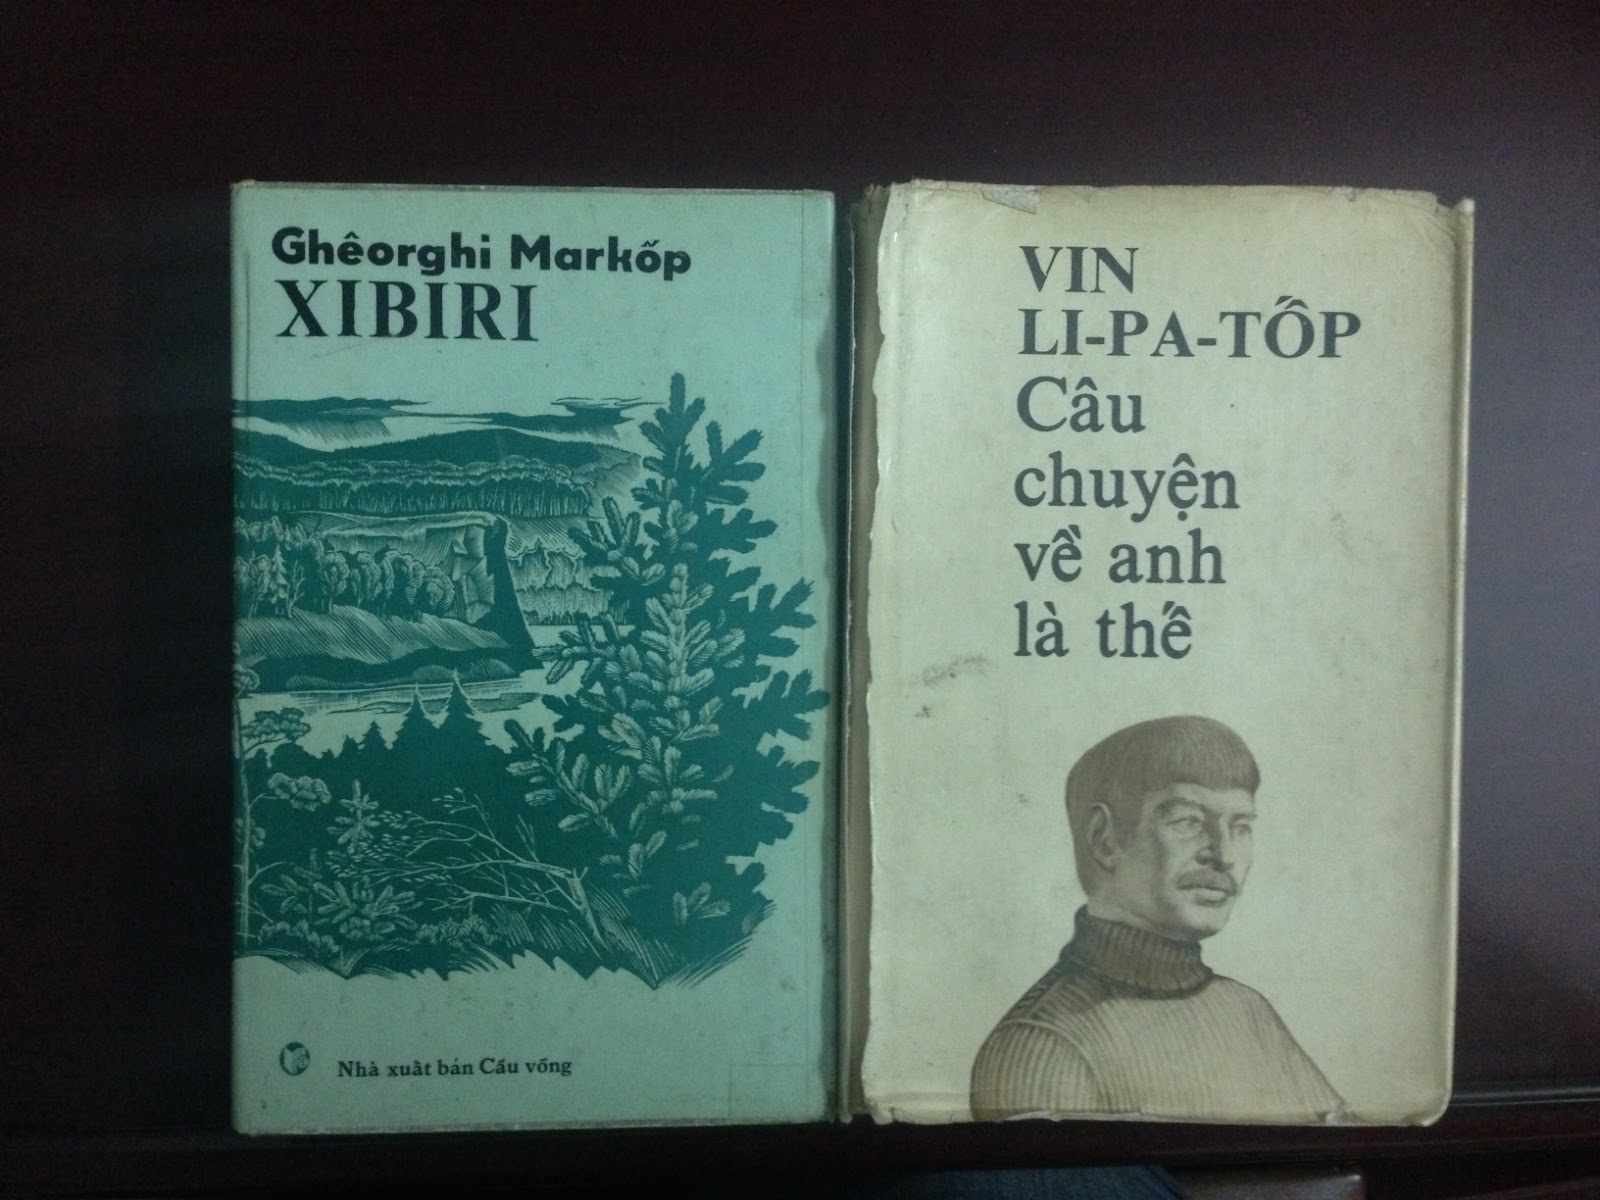 Ghêorghi Markốp
XIBIRI
Nhà xuất bản Cầu vồng
VIN
LI-PA-TỐP
Câu
chuyện
về anh
là thế